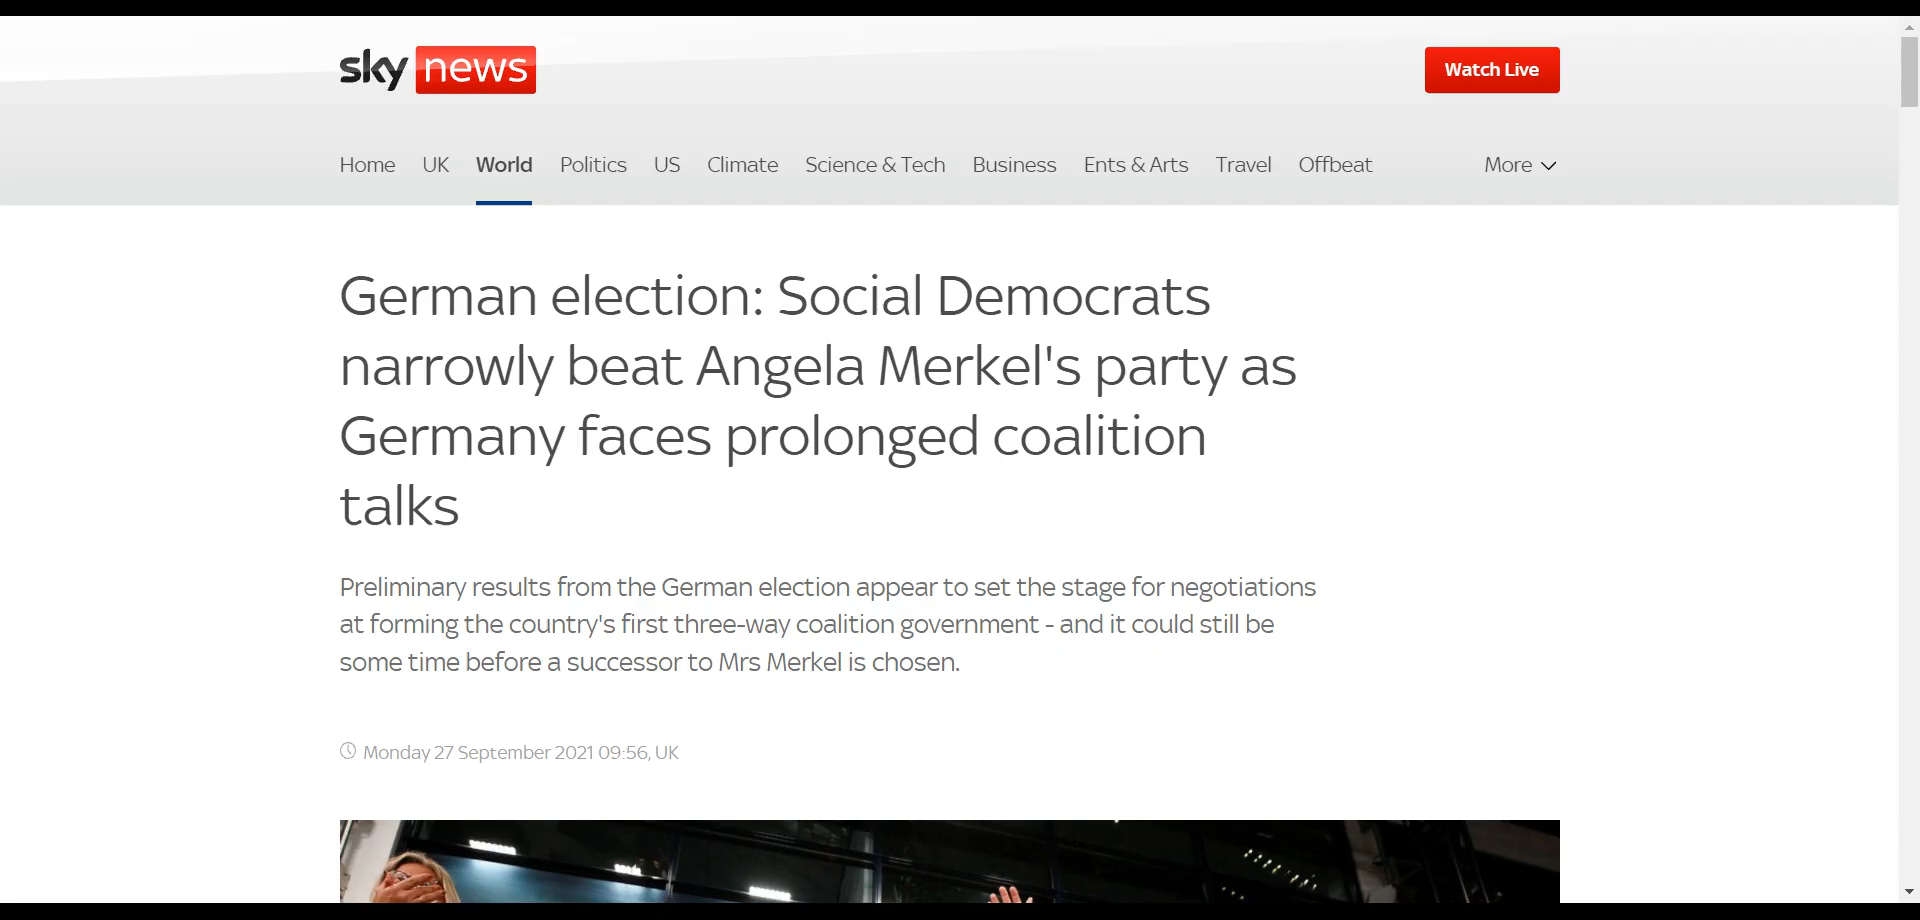 sky news
Watch Live
Home UK World Politics US Climate Science & Tech Business Ents & Arts Travel Offbeat More
German election: Social Democrats
narrowly beat Angela Merkel's party as
Germany faces prolonged coalition
talks
Preliminary results from the German election appear to set the stage for negotiations
at forming the country's first three-way coalition government - and it could still be
some time before a successor to Mrs Merkel is chosen.
Monday 27 September 2021 09:56, UK